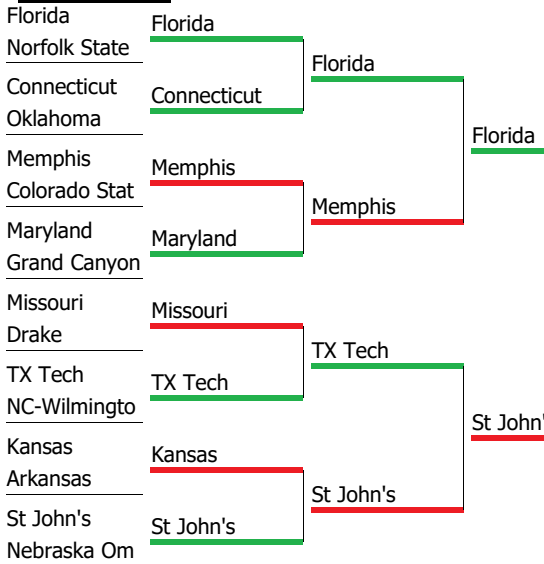 Florida
Norfolk State
Connecticut
Oklahoma
Memphis
Colorado Stat
Maryland
Grand Canyon
Missouri
Drake
TX Tech
NC-Wilmingto
Kansas
Arkansas
St John's
Nebraska Om
Florida
Connecticut
Memphis
Maryland
Missouri
TX Tech
Kansas
St John's
Florida
Memphis
TX Tech
St John's
Florida
St John'